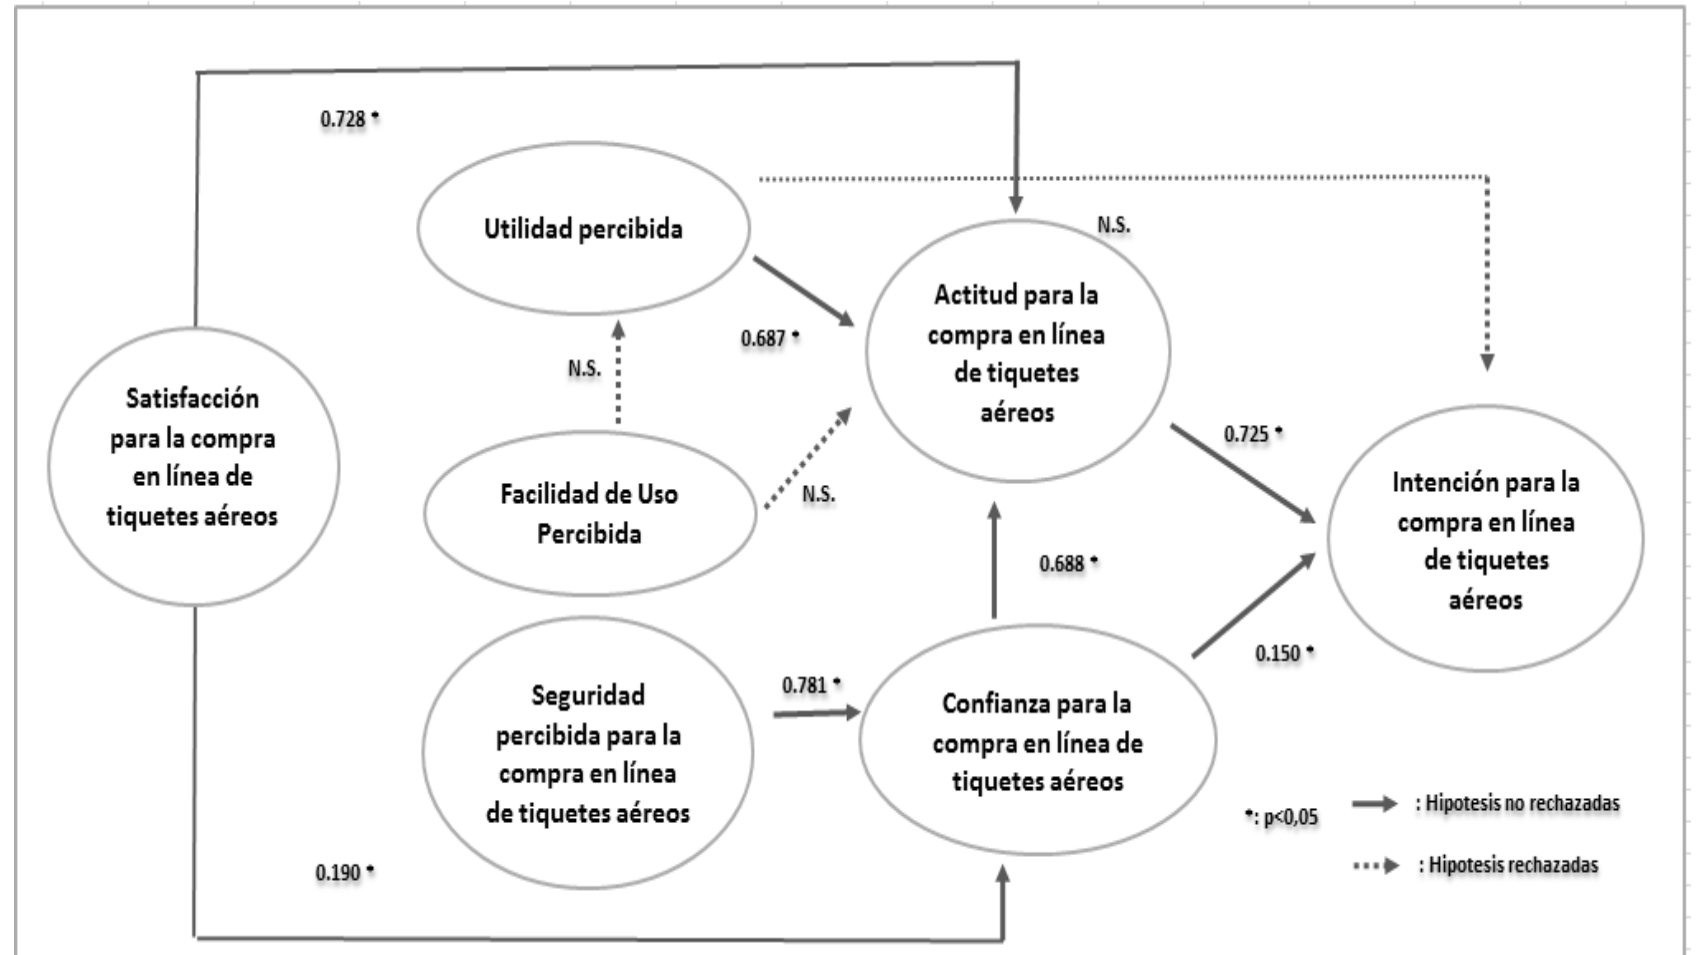 0.728 *
Utilidad percibida
N.S.
Actitud para la
compra en línea
de tiquetes
aéreos
0.687 *
N.S.
Satisfacción
para la compra
en línea de
tiquetes aéreos
0.725 *
Facilidad de Uso
Percibida
N.S.
Intención para la
compra en línea
de tiquetes
aéreos
0.688 *
0.150 *
Seguridad
percibida para la
compra en línea
de tiquetes aéreos
0.781 *
Confianza para la
compra en línea de
tiquetes aéreos
0.190 *
*: p<0,05
: Hipotesis no rechazadas
: Hipotesis rechazadas